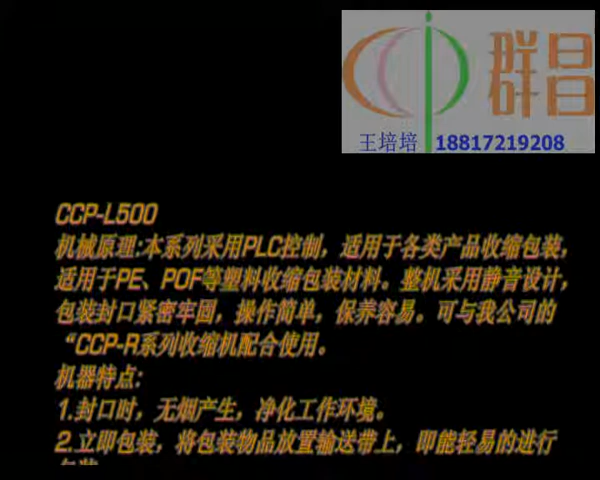 群昌
王培培 18817219208
CCP-L500
机械原理:本系列采用PLC控制，适用于各类产品收缩包装，
适用于PE、POF等塑料收缩包装材料。整机采用静音设计，
包装封口紧密牢固，操作简单，保养容易。可与我公司的
“CCP-R系列收缩机配合使用。
机器特点:
1.封口时，无烟产生，净化工作环境。
2.立即包装，将包装物品放置输送带上，即能轻易的进行